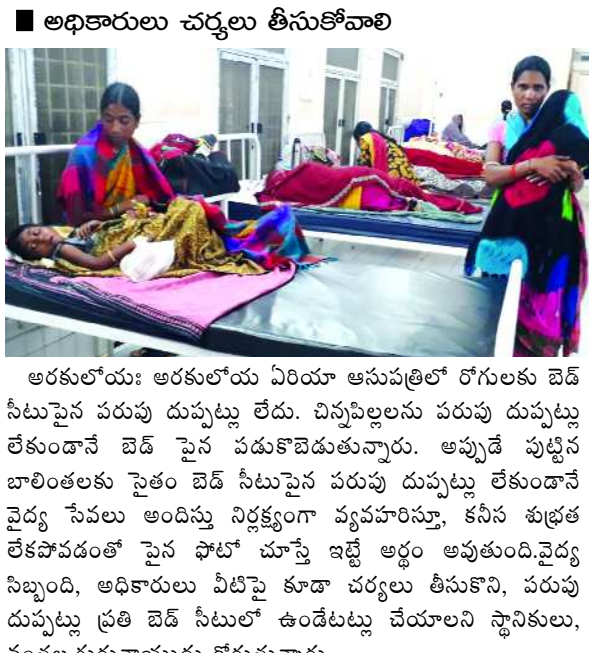 ■ అధికారులు చర్యలు తీసుకోవాలి
అరకులోయః అరకులోయ ఏరియా ఆసుపత్రిలో రోగులకు బెడ్
సీటుపైన పరుపు దుప్పట్లు లేదు. చిన్నపిల్లలను పరుపు దుప్పట్లు
లేకుండానే బెడ్ పైన పడుకొబెడుతున్నారు. అప్పుడే పుట్టిన
బాలింతలకు సైతం బెడ్ సీటుపైన పరుపు దుప్పట్లు లేకుండానే
వైద్య సేవలు అందిస్తు నిర్లక్ష్యంగా వ్యవహరిస్తూ, కనీస శుభ్రత
లేకపోవడంతో పైన ఫోటో చూస్తే ఇట్టే అర్థం అవుతుంది.వైద్య
సిబ్బంది, అధికారులు వీటిపై కూడా చర్యలు తీసుకొని, పరుపు
దుప్పట్లు ప్రతి బెడ్ సీటులో ఉండేటట్లు చేయాలని స్థానికులు,